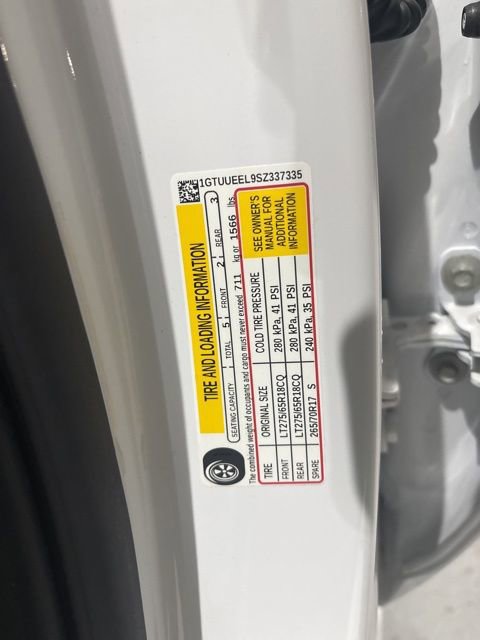 1GTUUEEL9SZ337335
TIRE AND LOADING INFORMATION
SEATING CAPACITY TOTAL 5 FRONT 2 REAR 3
The combined weight of occupants and cargo must never exceed 711 kg or 1566 lbs.
TIRE ORIGINAL SIZE COLD TIRE PRESSURE
FRONT LT275/65R18CQ 280 kPa, 41 PSI
REAR LT275/65R18CQ 280 kPa, 41 PSI
SPARE 265/70R17 S 240 kPa, 35 PSI
SEE OWNER'S
MANUAL FOR
ADDITIONAL
INFORMATION